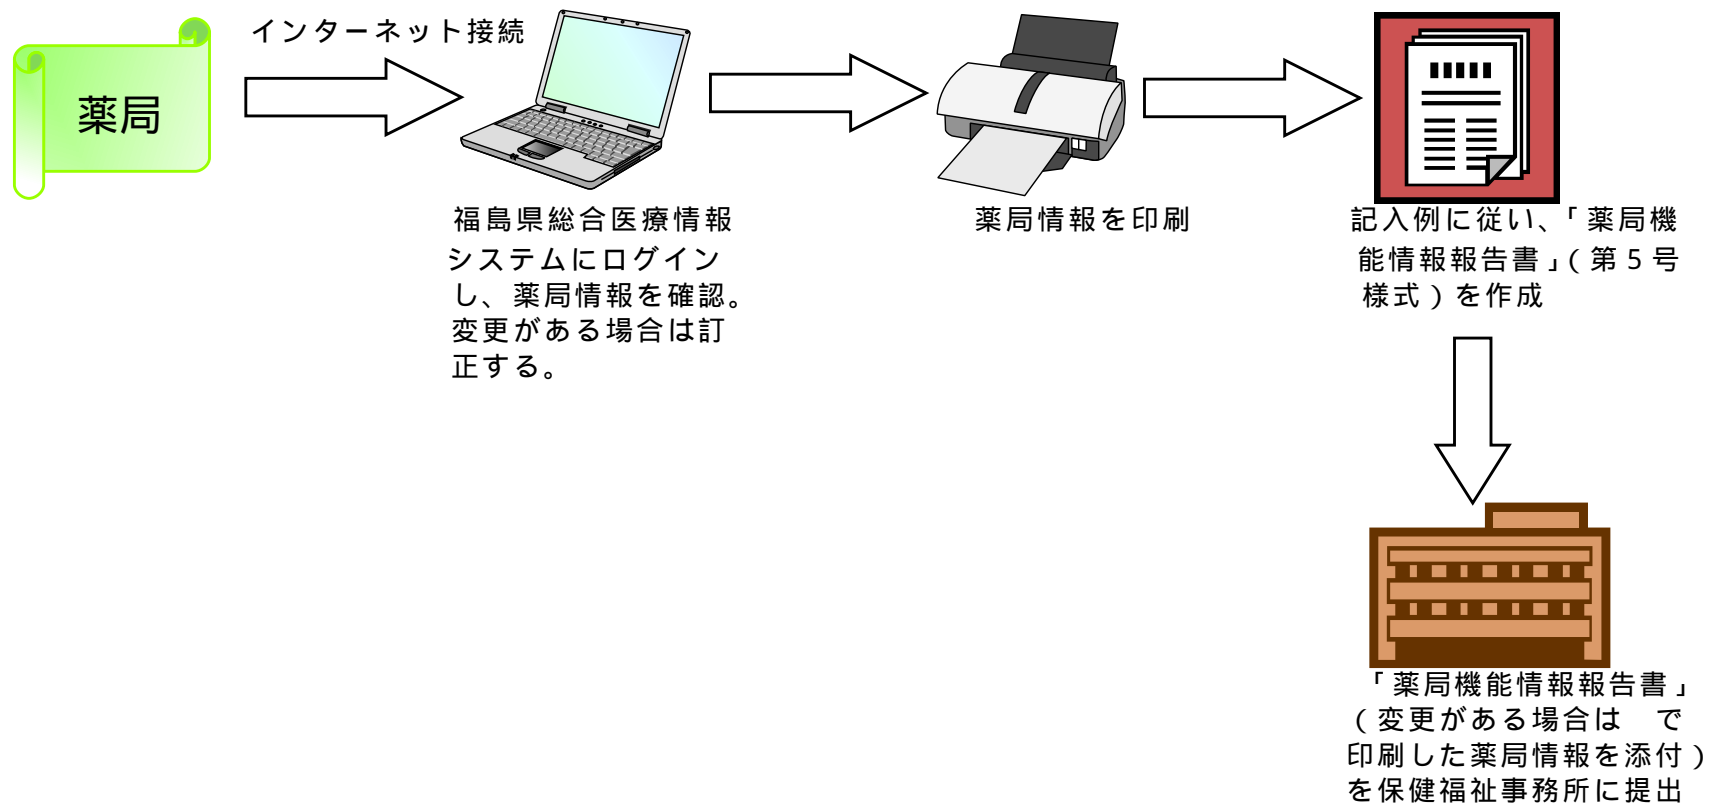 薬局
インターネット接続
福島県総合医療情報
システムにログイン
し、薬局情報を確認。
変更がある場合は訂
正する。
薬局情報を印刷
記入例に従い、「薬局機
能情報報告書」(第5号
様式)を作成
「薬局機能情報報告書」
(変更がある場合は　で
印刷した薬局情報を添付)
を保健福祉事務所に提出